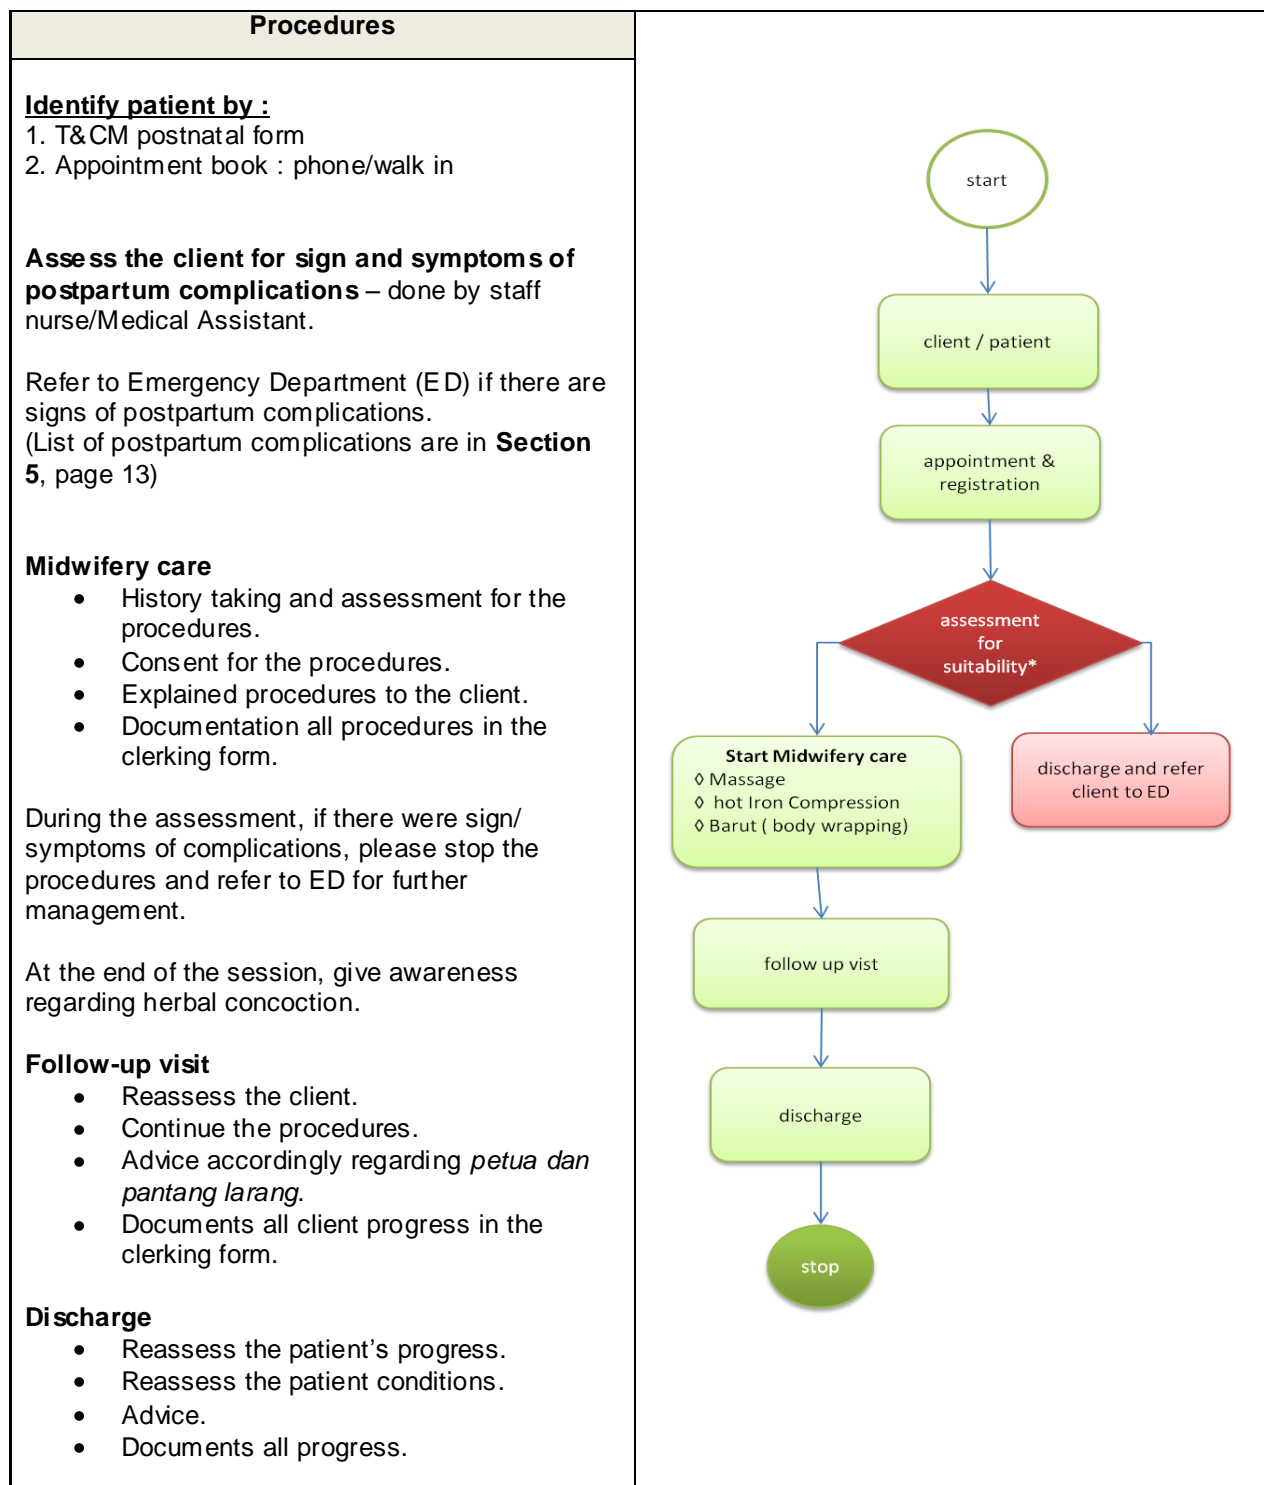 Procedures
Identify patient by :
1. T&CM postnatal form
2. Appointment book : phone/walk in
Assess the client for sign and symptoms of
postpartum complications – done by staff
nurse/Medical Assistant.
Refer to Emergency Department (ED) if there are
signs of postpartum complications.
(List of postpartum complications are in Section
5, page 13)
Midwifery care
• History taking and assessment for the
procedures.
• Consent for the procedures.
• Explained procedures to the client.
• Documentation all procedures in the
clerking form.
During the assessment, if there were sign/
symptoms of complications, please stop the
procedures and refer to ED for further
management.
At the end of the session, give awareness
regarding herbal concoction.
Follow-up visit
• Reassess the client.
• Continue the procedures.
• Advice accordingly regarding petua dan
pantang larang.
• Documents all client progress in the
clerking form.
Discharge
• Reassess the patient's progress.
• Reassess the patient conditions.
• Advice.
• Documents all progress.
start
client / patient
appointment &
registration
assessment
for
suitability*
Start Midwifery care
◊ Massage
◊ hot Iron Compression
◊ Barut ( body wrapping)
discharge and refer
client to ED
follow up vist
discharge
stop